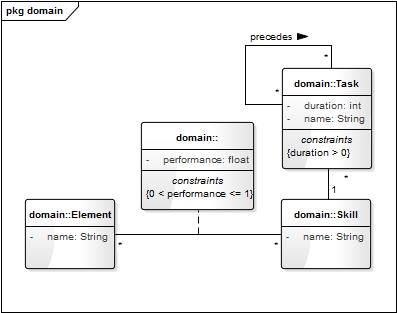 pkg domain
precedes
*
*
domain::Task
- duration: int
- name: String
constraints
{duration > 0}
domain::
- performance: float
constraints
{0 < performance <= 1}
*
1
domain::Element
- name: String
domain::Skill
- name: String
*
*